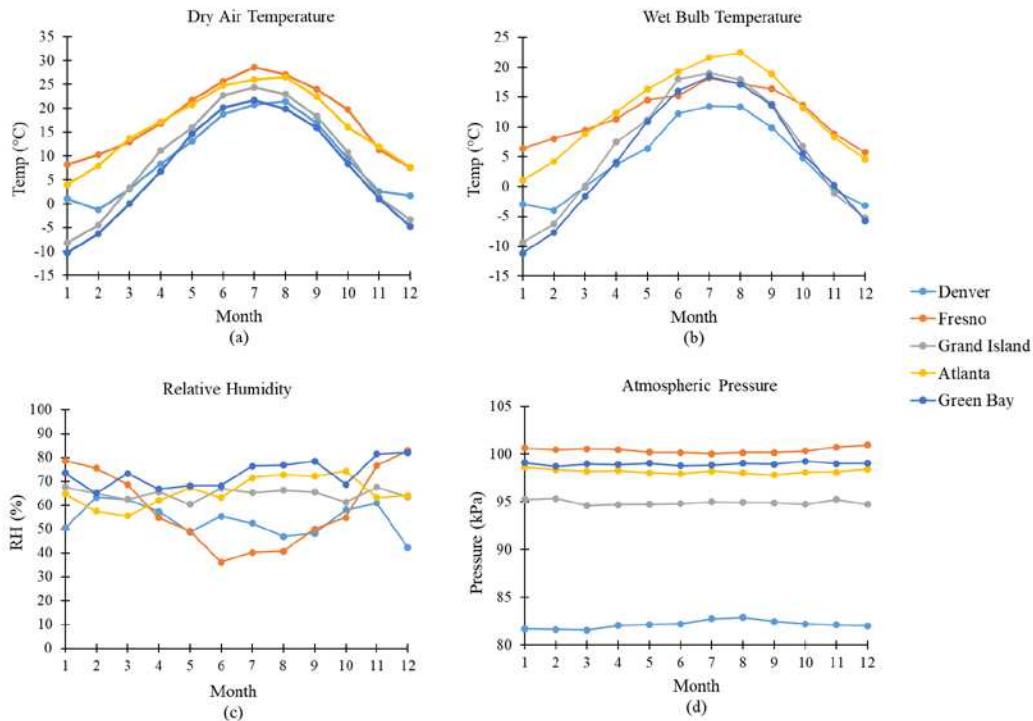 Dry Air Temperature
35
30
25
20
15
10
5
0
-5
-10
-15
Temp (°C)
1 2 3 4 5 6 7 8 9 10 11 12
Month
(a)
Wet Bulb Temperature
25
20
15
10
5
0
-5
-10
-15
Temp (°C)
1 2 3 4 5 6 7 8 9 10 11 12
Month
(b)
Denver
Fresno
Grand Island
Atlanta
Green Bay
Relative Humidity
100
90
80
70
60
50
40
30
20
10
0
RH (%)
1 2 3 4 5 6 7 8 9 10 11 12
Month
(c)
Atmospheric Pressure
105
100
95
90
85
80
Pressure (kPa)
1 2 3 4 5 6 7 8 9 10 11 12
Month
(d)